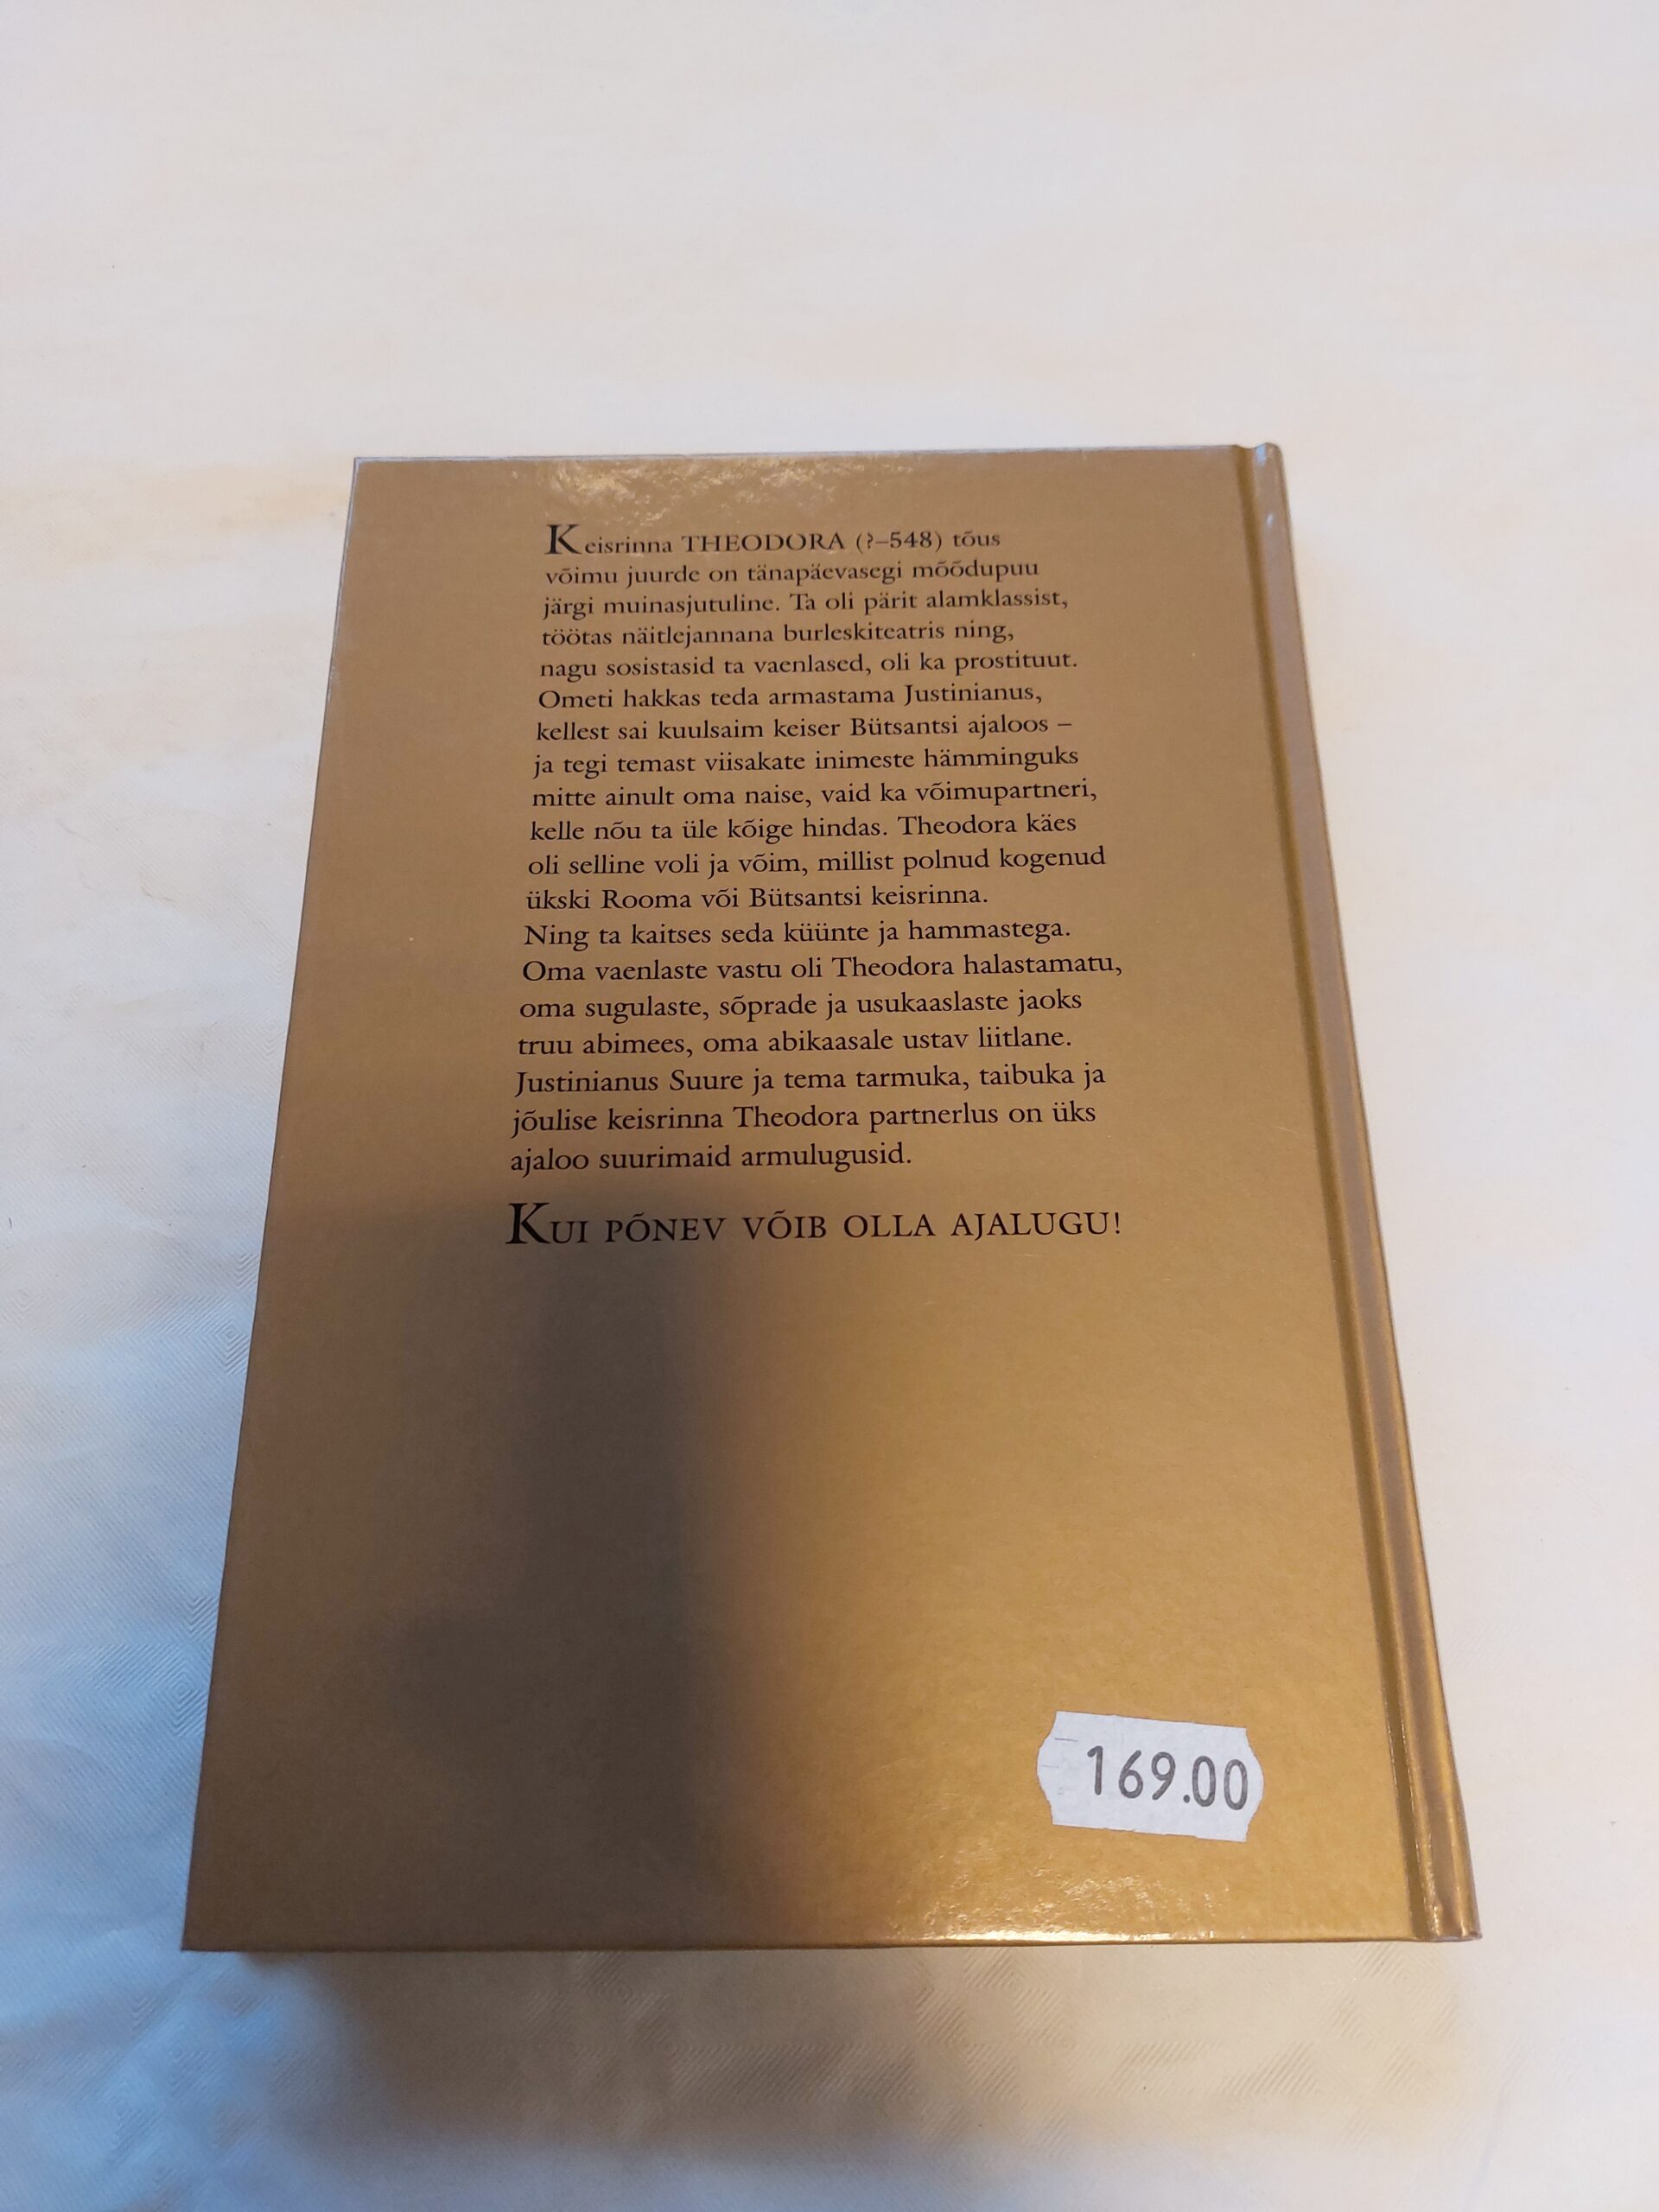 Keisrinna THEODORA (?–548) tõus
võimu juurde on tänapäevasegi mõõdupuu
järgi muinasjutuline. Ta oli pärit alamklassist,
töötas näitlejannana burleskiteatris ning,
nagu sosistasid ta vaenlased, oli ka prostituut.
Ometi hakkas teda armastama Justinianus,
kellest sai kuulsaim keiser Bütsantsi ajaloos –
ja tegi temast viisakate inimeste hämminguks
mitte ainult oma naise, vaid ka võimupartneri,
kelle nõu ta üle kõige hindas. Theodora käes
oli selline voli ja võim, millist polnud kogenud
ükski Rooma või Bütsantsi keisrinna.
Ning ta kaitses seda küünte ja hammastega.
Oma vaenlaste vastu oli Theodora halastamatu,
oma sugulaste, sõprade ja usukaaslaste jaoks
truu abimees, oma abikaasale ustav liitlane.
Justinianus Suure ja tema tarmuka, taibuka ja
jõulise keisrinna Theodora partnerlus on üks
ajaloo suurimaid armulugusid.
KUI PÕNEV VÕIB OLLA AJALUGU!
169.00